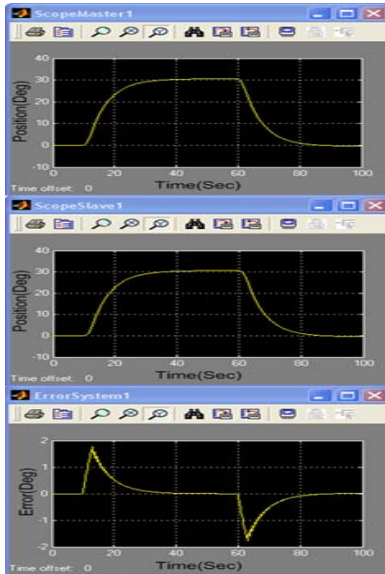 ScopeMaster1
40
30
20
10
0
-10
Position(Deg)
0 20 40 60 80 100
Time offset: 0
Time(Sec)
ScopeSlave1
40
30
20
10
0
-10
Position(Deg)
0 20 40 60 80 100
Time offset: 0
Time(Sec)
ErrorSystem1
2
1
0
-1
-2
Error(Deg)
0 20 40 60 80 100
Time offset: 0
Time(Sec)